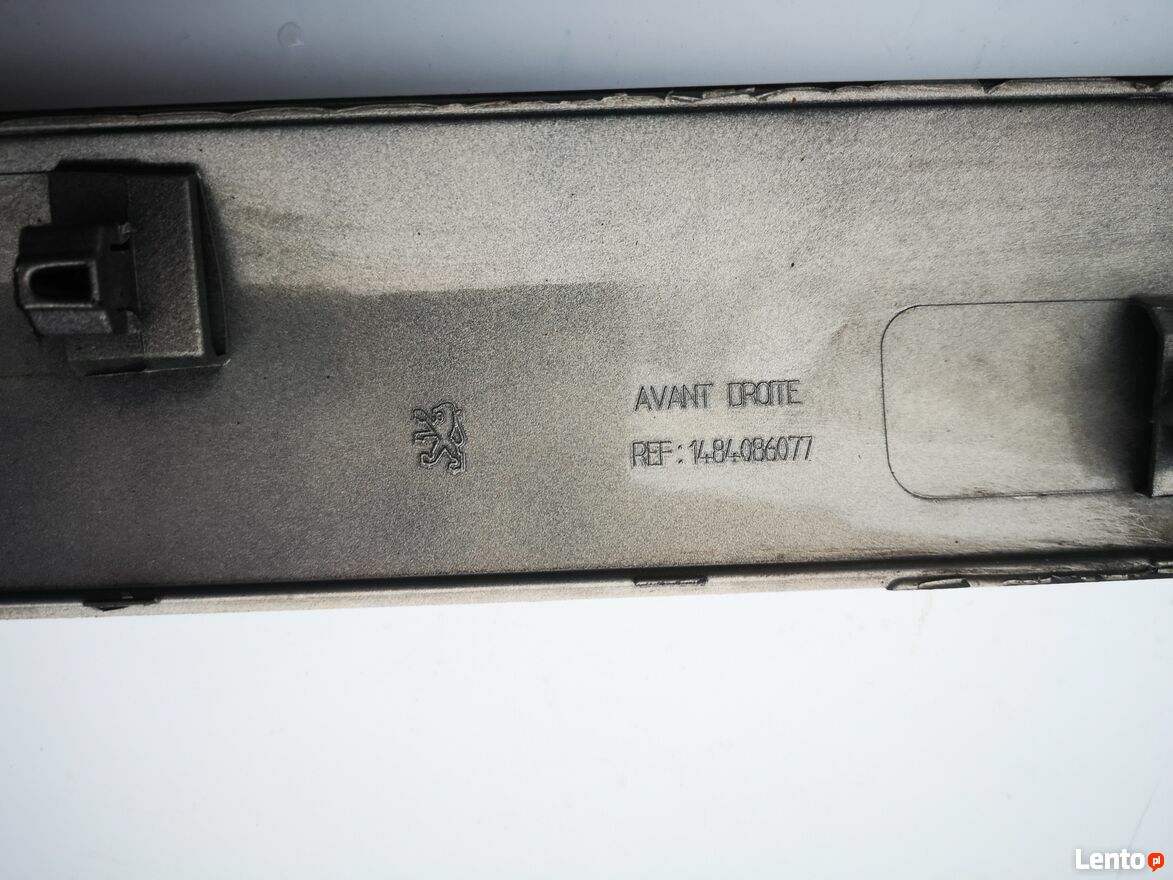 AVANT DROITE
REF:1484086077
Lento.pl